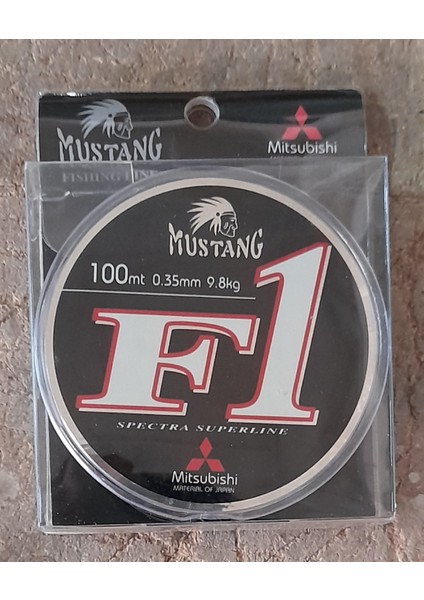 MUSTANG
FISHING LINE
Mitsubishi
MUSTANG
100mt 0.35mm 9.8kg
F1
SPECTRA SUPERLINE
Mitsubishi
MATERIAL OF JAPAN